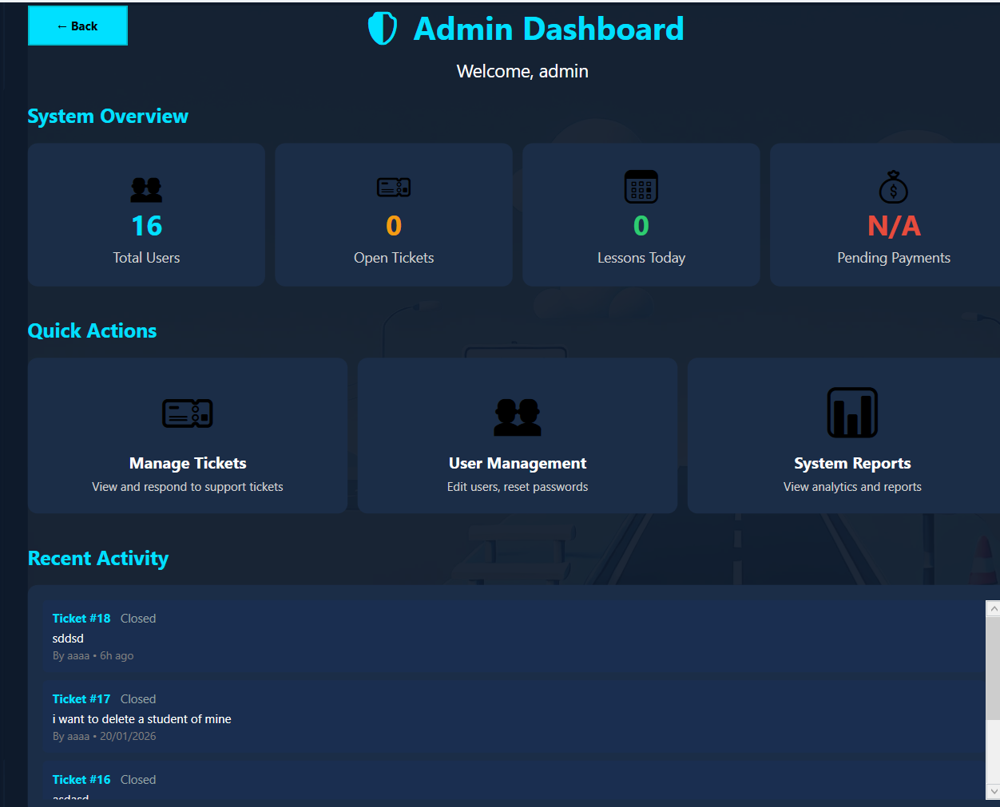 ← Back
Admin Dashboard
Welcome, admin
System Overview
16
Total Users
0
Open Tickets
0
Lessons Today
$
N/A
Pending Payments
Quick Actions
Manage Tickets
View and respond to support tickets
User Management
Edit users, reset passwords
System Reports
View analytics and reports
Recent Activity
Ticket #18 Closed
sddsd
By aaaa • 6h ago
Ticket #17 Closed
i want to delete a student of mine
By aaaa • 20/01/2026
Ticket #16 Closed
asdasd